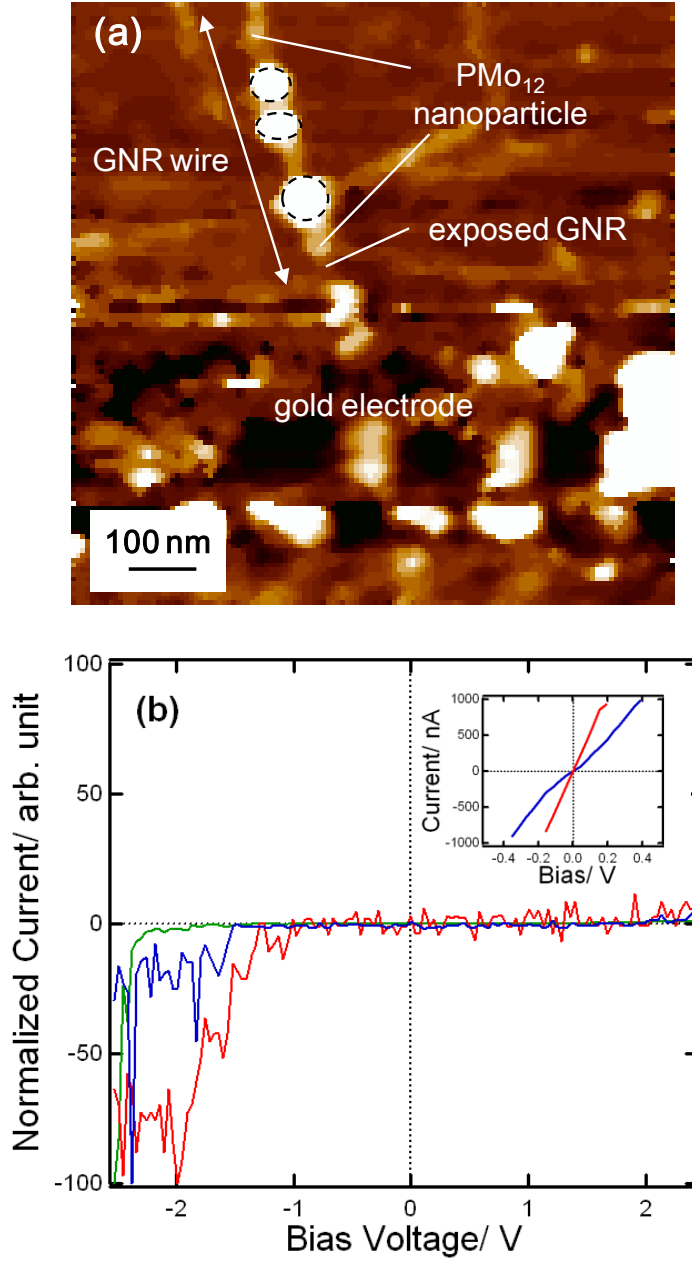 (a)
PMo₁₂
nanoparticle
GNR wire
exposed GNR
gold electrode
100 nm
(b)
Normalized Current/ arb. unit
100
50
0
-50
-100
-2
-1
0
1
2
Bias Voltage/ V
Current/ nA
1000
500
0
-500
-1000
-0.4
-0.2
0.0
0.2
0.4
Bias/ V